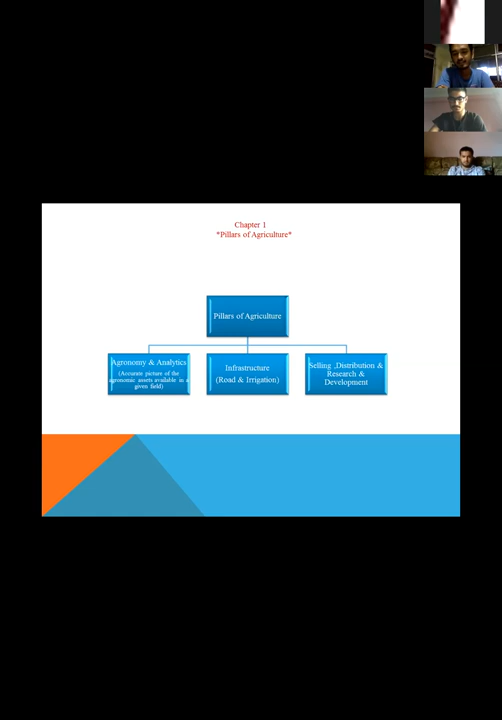 Chapter 1
*Pillars of Agriculture*
Pillars of Agriculture
Agronomy & Analytics
(Accurate picture of the
agronomic assets available in a
given field)
Infrastructure
(Road & Irrigation)
Selling ,Distribution &
Research &
Development